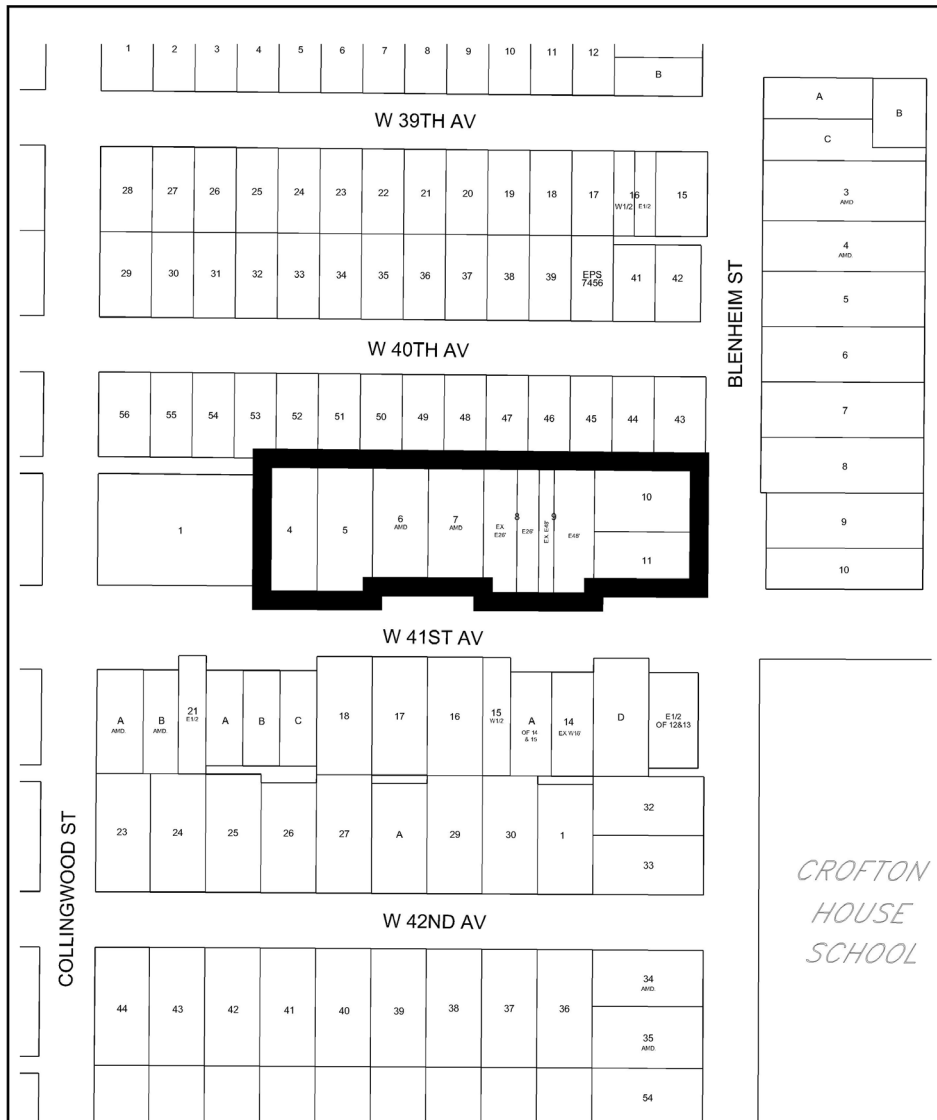 1 2 3 4 5 6 7 8 9 10 11 12
B
W 39TH AV
A B
C
28 27 26 25 24 23 22 21 20 19 18 17 16 15
W1/2 E1/2
3
AMD.
29 30 31 32 33 34 35 36 37 38 39 EPS 41 42
7456
4
AMD.
5
W 40TH AV
BLENHEIM ST
6
7
56 55 54 53 52 51 50 49 48 47 46 45 44 43
8
1 4 5 6 7 8 9 10
AMD AMD
EX E28' E28' EX. E48' E48'
11
9
10
W 41ST AV
A B 21 A B C 18 17 16 15 A 14 D E1/2
AMD. AMD. E1/2 W1/2 OF 14 & 15 EX W18' OF 12&13
23 24 25 26 27 A 29 30 1 32
33
COLLINGWOOD ST
W 42ND AV
CROFTON
HOUSE
SCHOOL
44 43 42 41 40 39 38 37 36 34
AMD.
35
AMD.
54